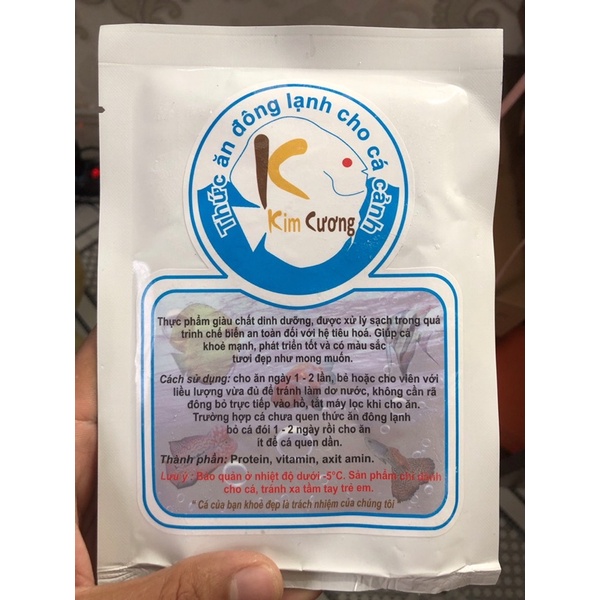 Thức ăn đông lạnh cho cá cảnh
K
Kim Cương
Thực phẩm giàu chất dinh dưỡng, được xử lý sạch trong quá
trình chế biến an toàn đối với hệ tiêu hoá. Giúp cá
khoẻ mạnh, phát triển tốt và có màu sắc
tươi đẹp như mong muốn.
Cách sử dụng: cho ăn ngày 1 - 2 lần, bẻ hoặc cho viên với
liều lượng vừa đủ để tránh làm dơ nước, không cần rã
đông bỏ trực tiếp vào hồ, tắt máy lọc khi cho ăn.
Trường hợp cá chưa quen thức ăn đông lạnh
bỏ cá đói 1 - 2 ngày rồi cho ăn
ít để cá quen dần.
Thành phần: Protein, vitamin, axit amin.
Lưu ý : Bảo quản ở nhiệt độ dưới -5°C. Sản phẩm chỉ dành
cho cá, tránh xa tầm tay trẻ em.
" Cá của bạn khoẻ đẹp là trách nhiệm của chúng tôi"